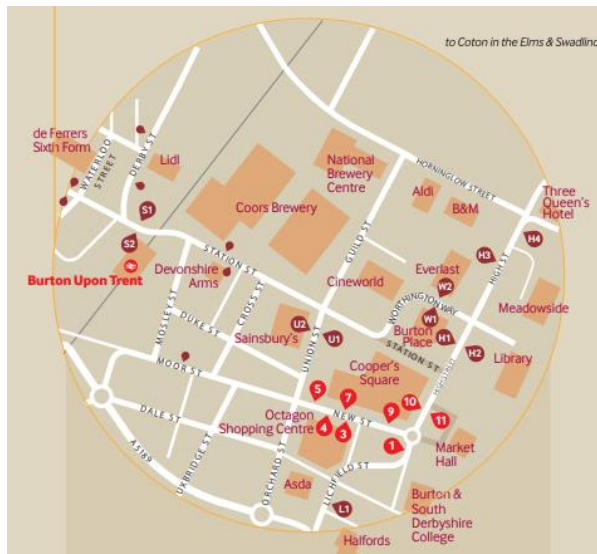 to Coton in the Elms & Swadlinc
de Ferrers
Sixth Form
WATERLOO
STREET
DERBY ST
Lidl
National
Brewery
Centre
HORNINGLOW STREET
Aldi
B&M
Three
Queen's
Hotel
Coors Brewery
GUILD ST
S1
S2
H4
H3
HIGH ST
Burton Upon Trent
Devonshire
Arms
STATION ST
Cineworld
Everlast
W2
Meadowside
MOSLEY ST
CROSS ST
DUKE ST
Sainsbury's
U2
U1
UNION ST
WORTHINGTON WAY
W1
Burton
Place
H1
H2
STATION ST
Library
MOOR ST
Cooper's
Square
HIGH STREET
5
7
9
10
11
NEW ST
Octagon
Shopping Centre
4
3
1
Market
Hall
DALE ST
A5189
UXBRIDGE ST
ORCHARD ST
LICHFIELD ST
Asda
L1
Burton &
South
Derbyshire
College
Halfords